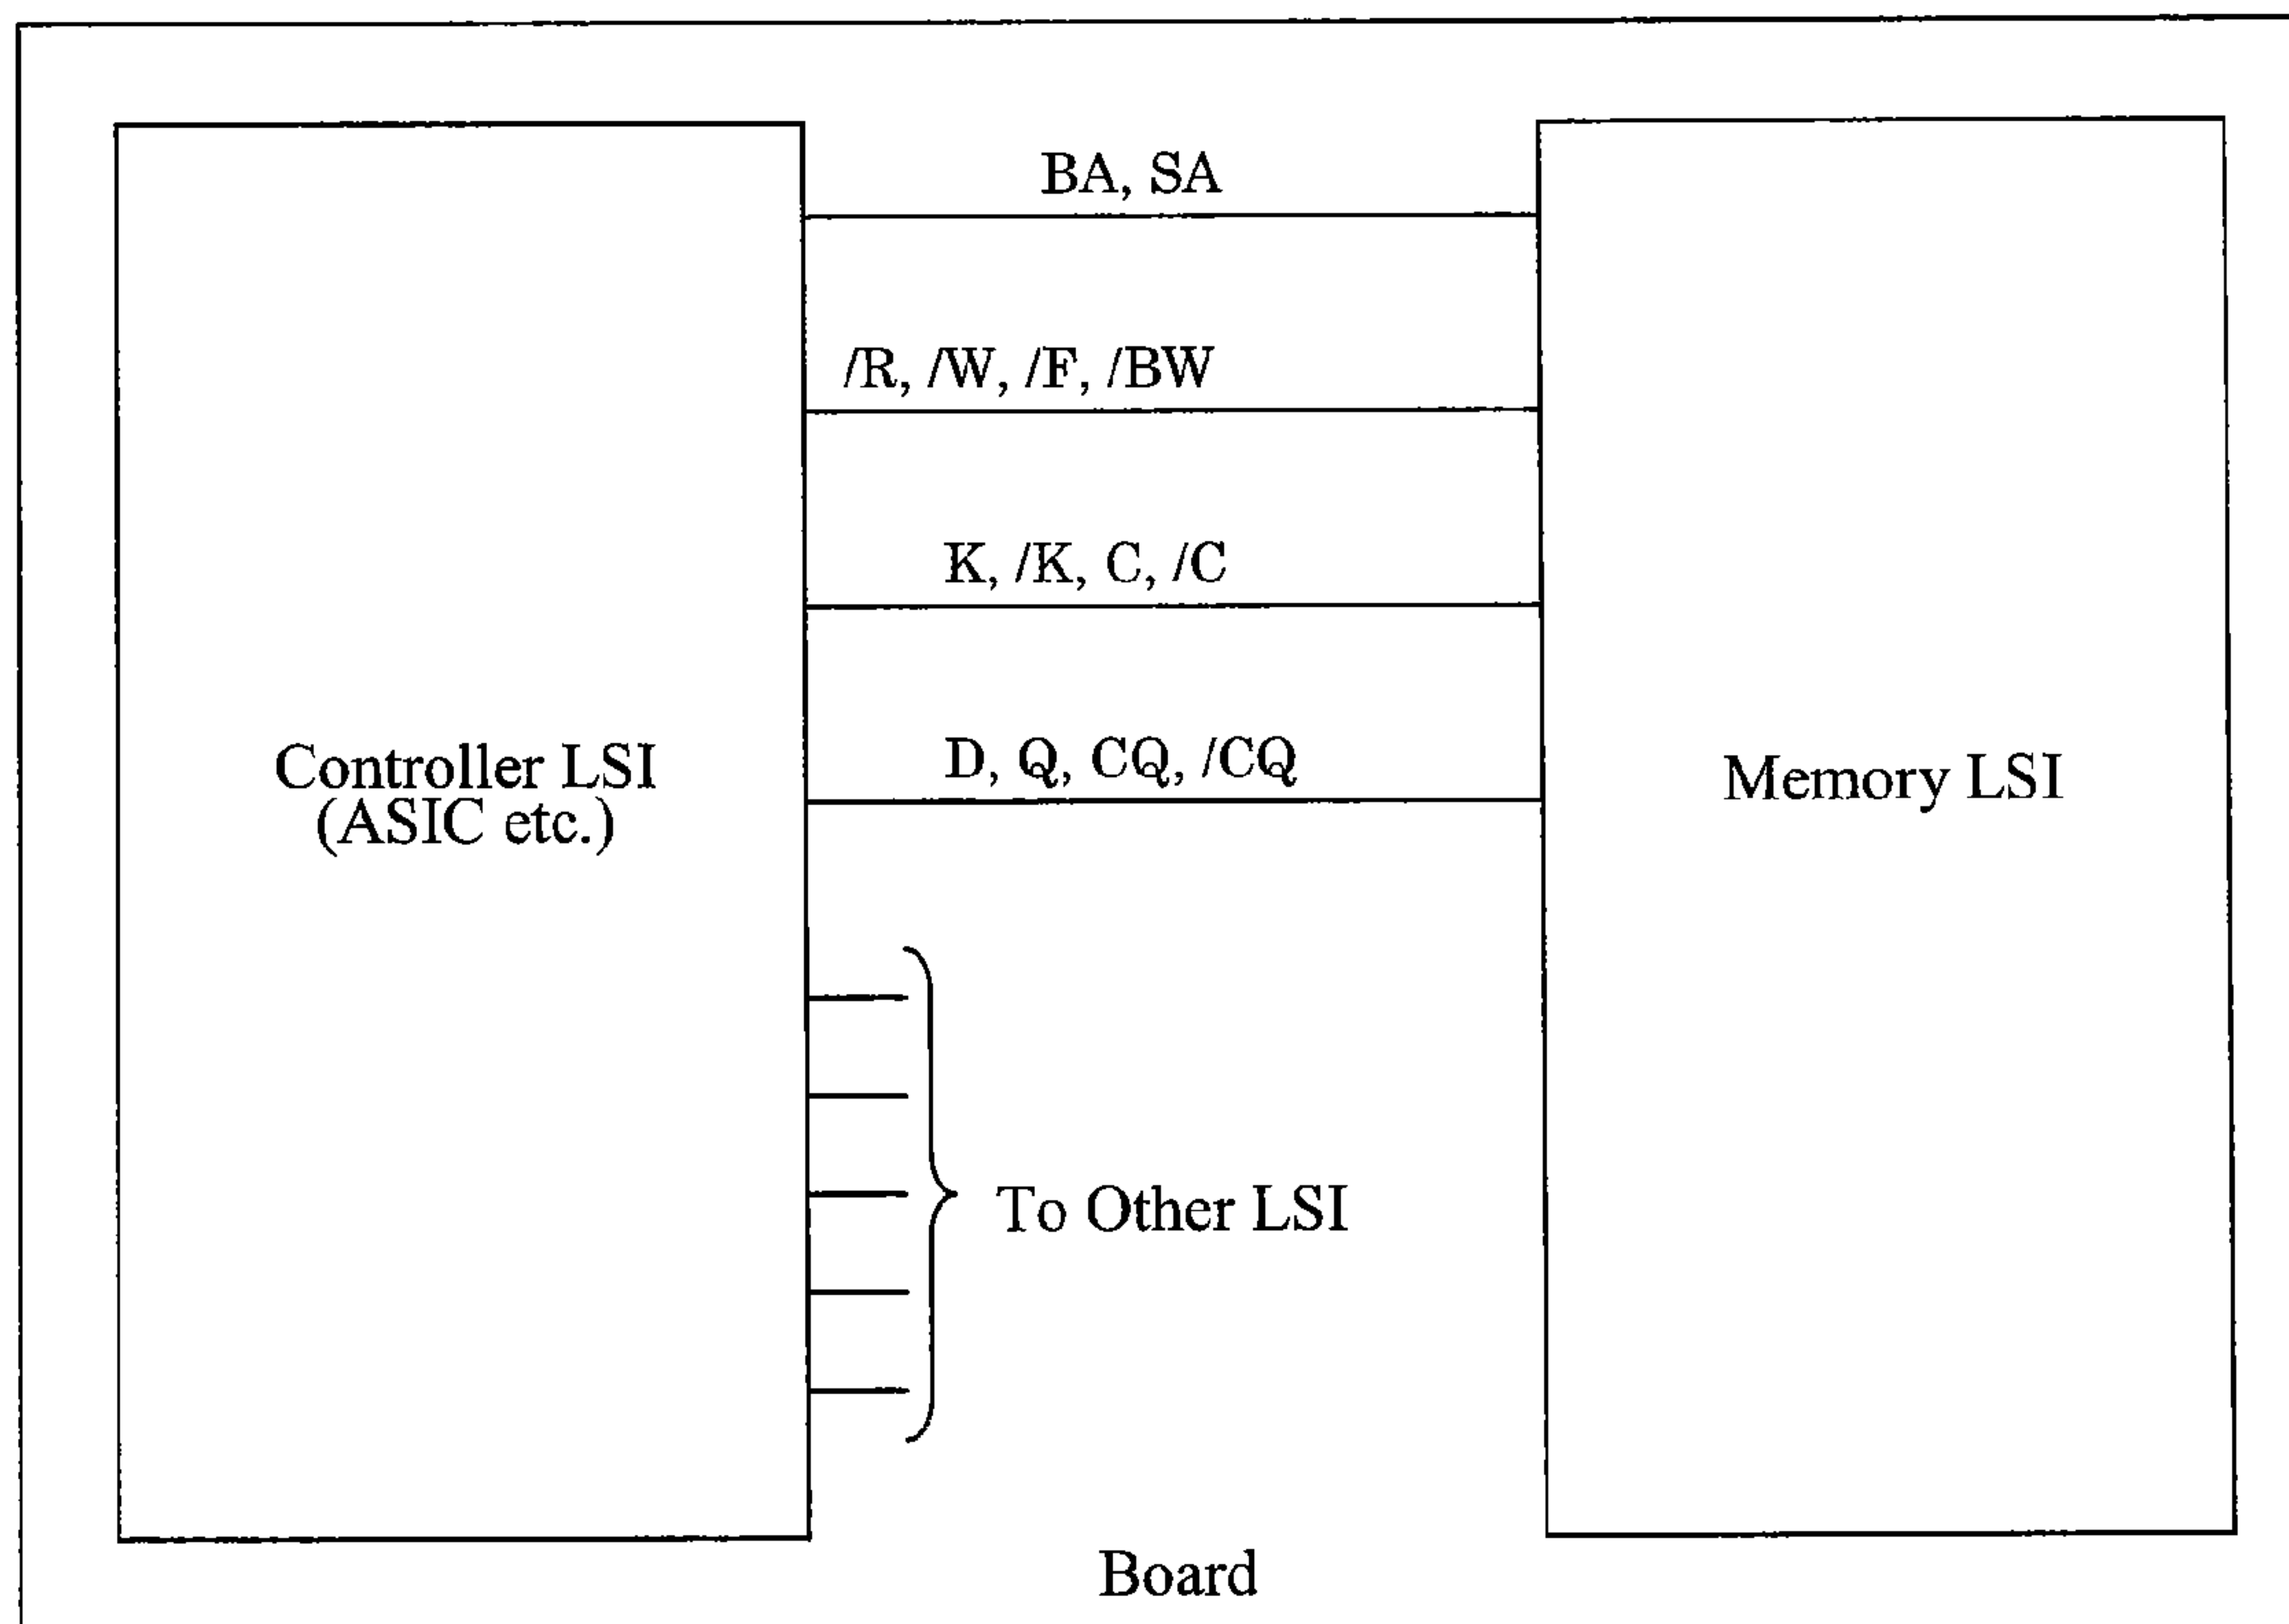 BA, SA
/R, /W, /F, /BW
K, /K, C, /C
D, Q, CQ, /CQ
Controller LSI
(ASIC etc.)
Memory LSI
To Other LSI
Board